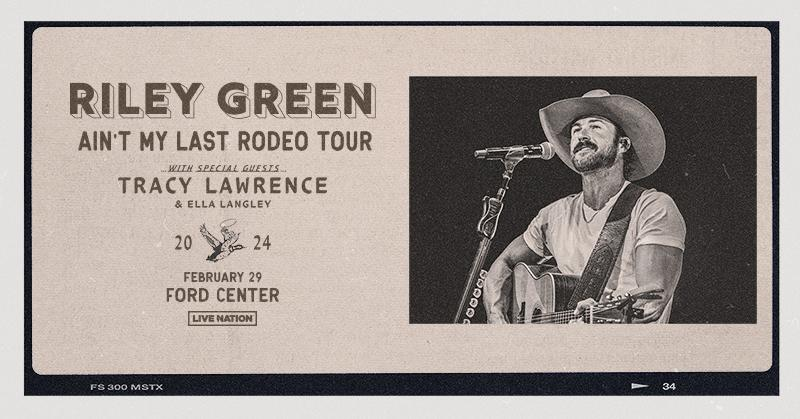 RILEY GREEN
AIN'T MY LAST RODEO TOUR
...WITH SPECIAL GUESTS...
TRACY LAWRENCE
& ELLA LANGLEY
20 24
FEBRUARY 29
FORD CENTER
LIVE NATION
FS 300 MSTX
34